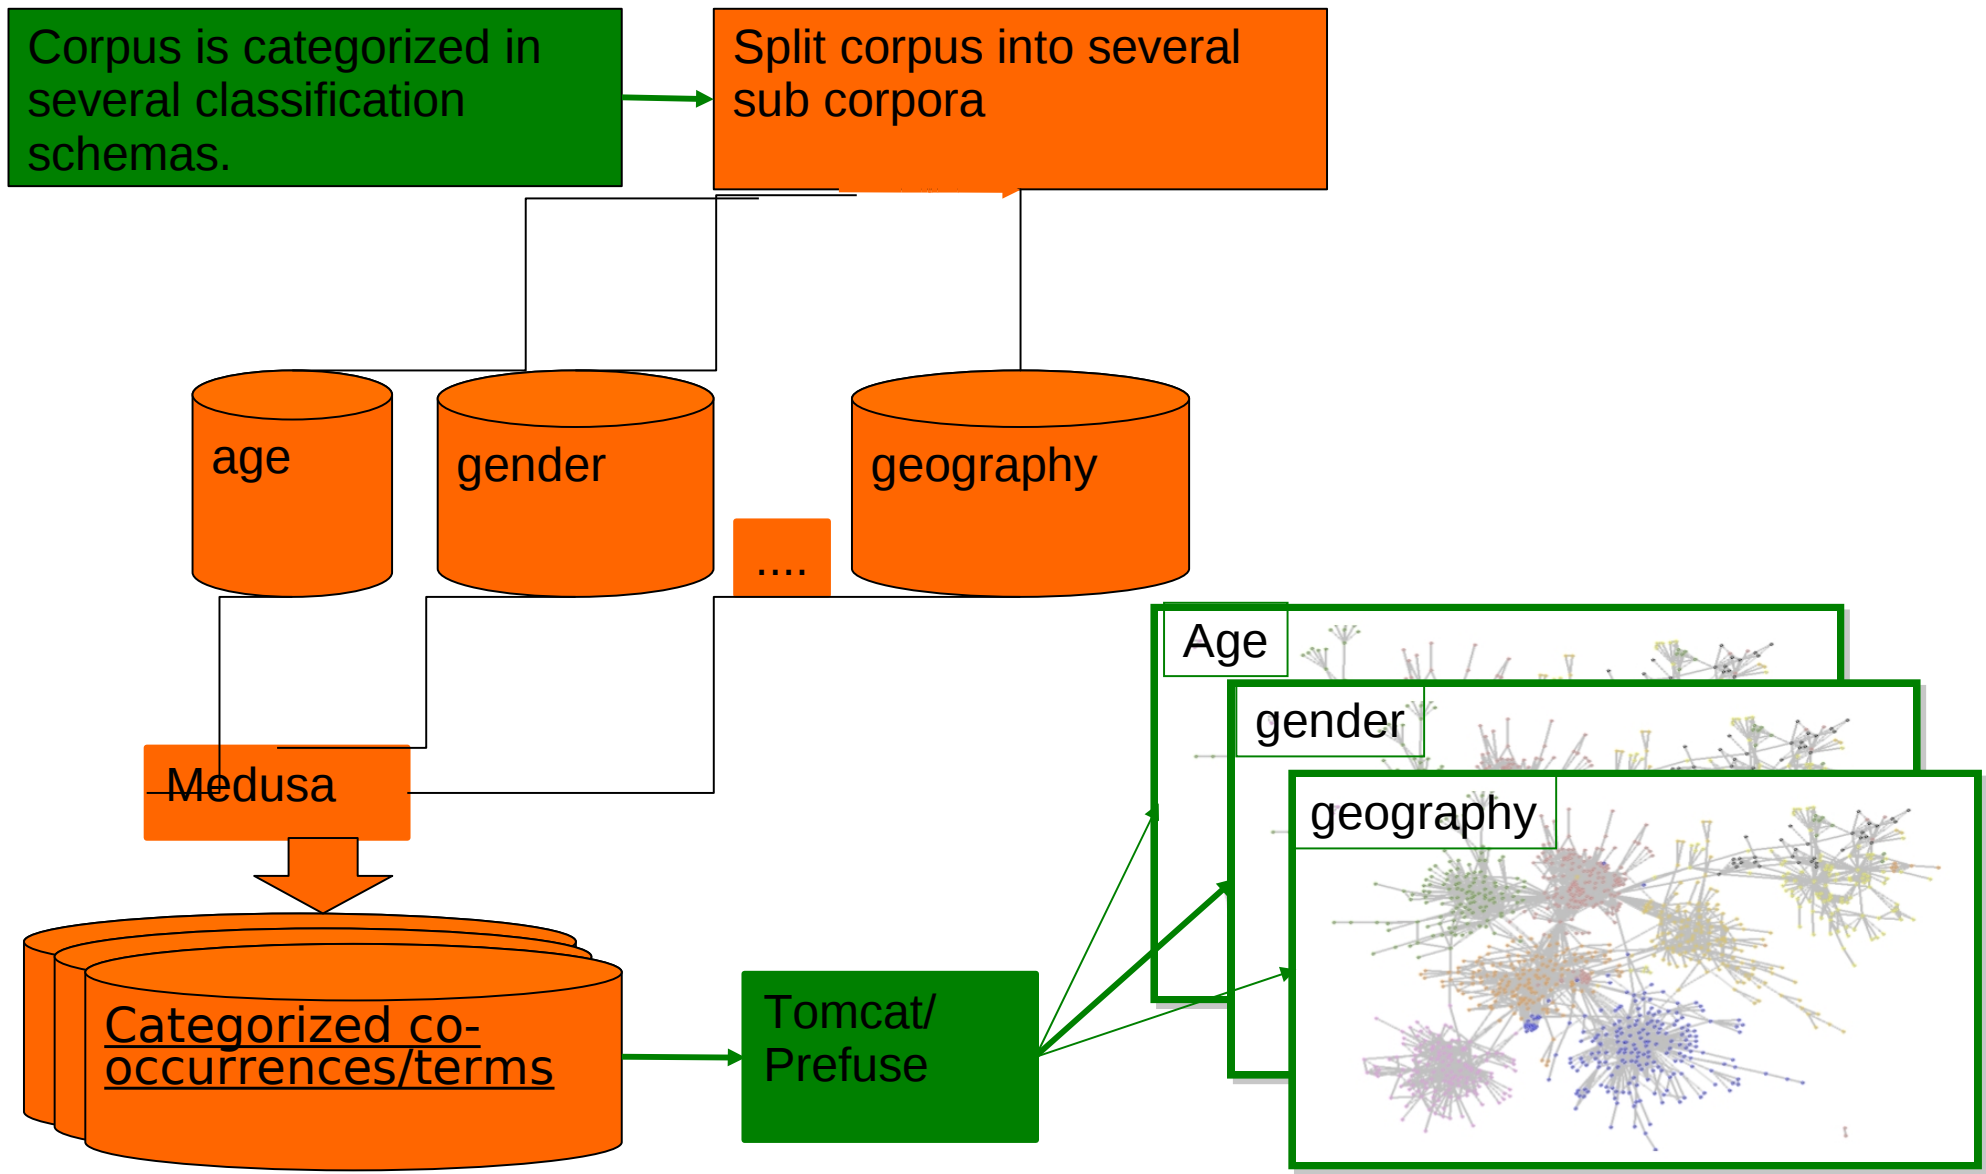 Corpus is categorized in
several classification
schemas.
Split corpus into several
sub corpora
age
gender
geography
....
Medusa
Categorized co-
occurrences/terms
Tomcat/
Prefuse
Age
gender
geography